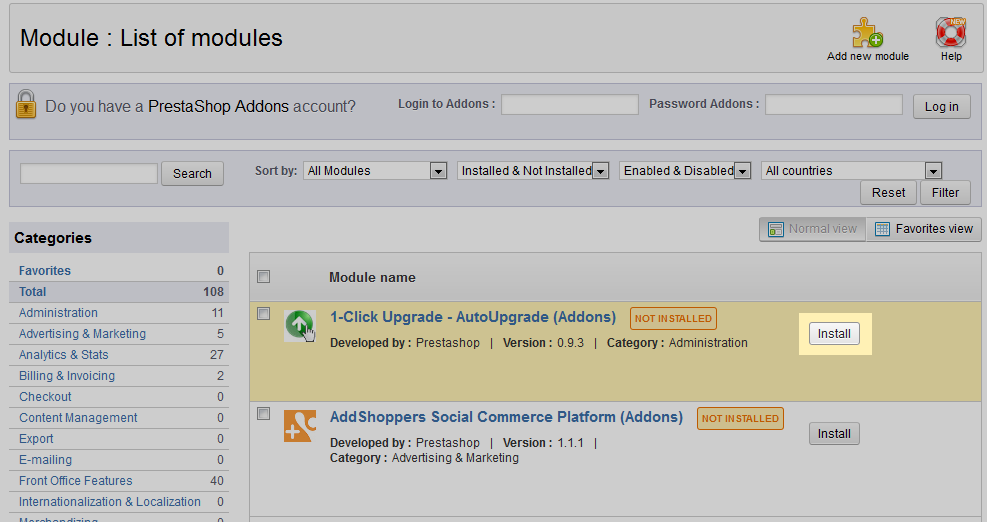 Module : List of modules
NEW
Add new module
Help
Do you have a PrestaShop Addons account?
Login to Addons :
Password Addons :
Log in
Search
Sort by:
All Modules
Installed & Not Installed
Enabled & Disabled
All countries
Reset
Filter
Normal view
Favorites view
Categories
Favorites 0
Total 108
Administration 11
Advertising & Marketing 5
Analytics & Stats 27
Billing & Invoicing 2
Checkout 0
Content Management 0
Export 0
E-mailing 0
Front Office Features 40
Internationalization & Localization 0
Merchandizing
Module name
1-Click Upgrade - AutoUpgrade (Addons) NOT INSTALLED
Developed by : Prestashop | Version : 0.9.3 | Category : Administration
Install
AddShoppers Social Commerce Platform (Addons) NOT INSTALLED
Developed by : Prestashop | Version : 1.1.1 |
Category : Advertising & Marketing
Install